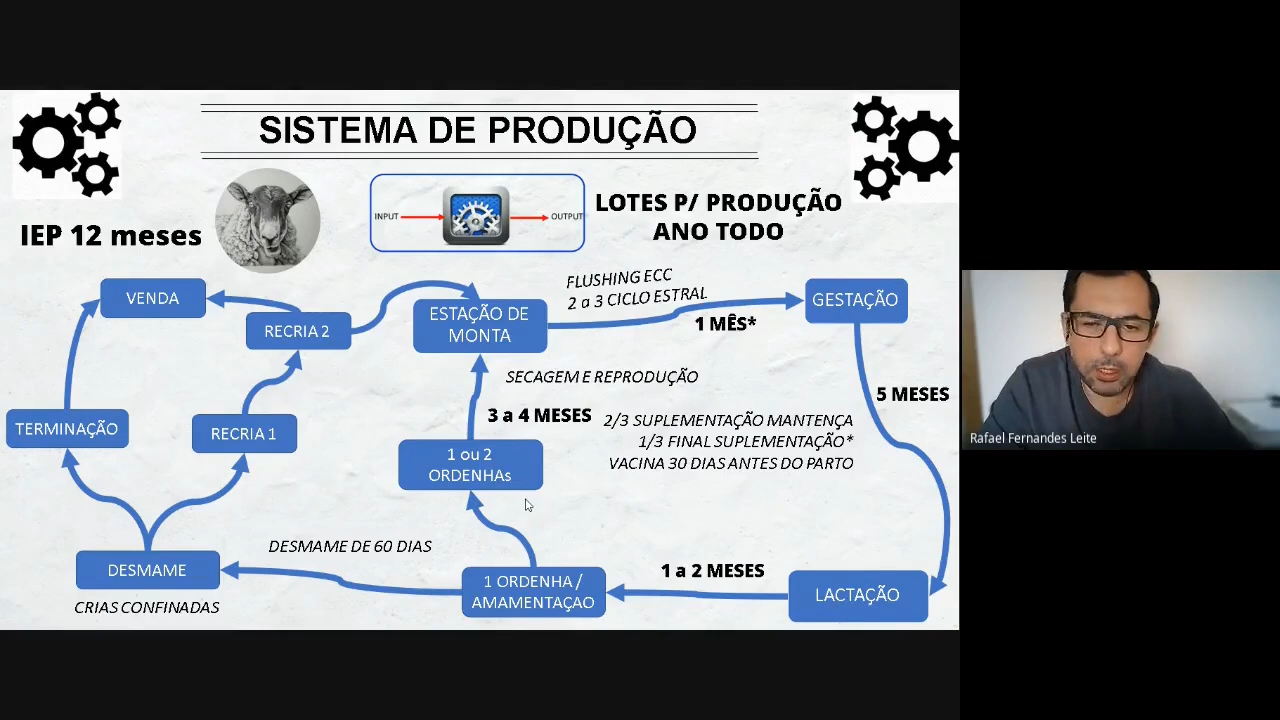 SISTEMA DE PRODUÇÃO
INPUT
OUTPUT
LOTES P/ PRODUÇÃO
ANO TODO
IEP 12 meses
VENDA
RECRIA 2
ESTAÇÃO DE
MONTA
FLUSHING ECC
2 a 3 CICLO ESTRAL
1 MÊS*
GESTAÇÃO
SECAGEM E REPRODUÇÃO
5 MESES
3 a 4 MESES
2/3 SUPLEMENTAÇÃO MANTENÇA
1/3 FINAL SUPLEMENTAÇÃO*
VACINA 30 DIAS ANTES DO PARTO
TERMINAÇÃO
RECRIA 1
1 ou 2
ORDENHAs
DESMAME DE 60 DIAS
DESMAME
CRIAS CONFINADAS
1 ORDENHA /
AMAMENTAÇAO
1 a 2 MESES
LACTAÇÃO
Rafael Fernandes Leite